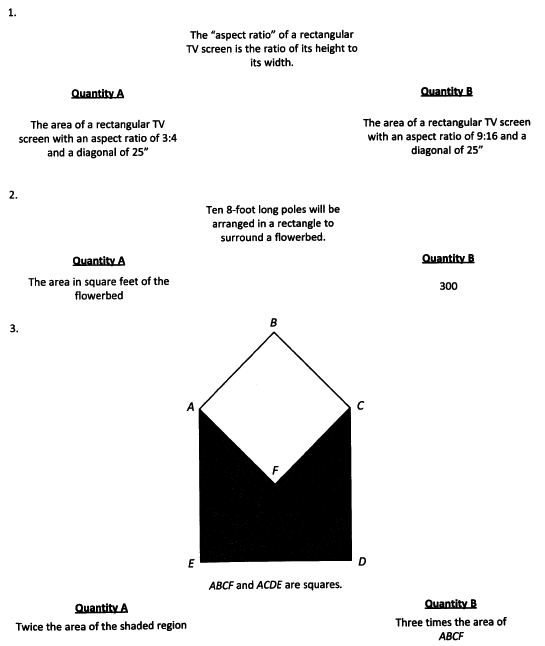 1.
The "aspect ratio" of a rectangular
TV screen is the ratio of its height to
its width.
Quantity A
Quantity B
The area of a rectangular TV
screen with an aspect ratio of 3:4
and a diagonal of 25"
The area of a rectangular TV screen
with an aspect ratio of 9:16 and a
diagonal of 25"
2.
Ten 8-foot long poles will be
arranged in a rectangle to
surround a flowerbed.
Quantity A
Quantity B
The area in square feet of the
flowerbed
300
3.
B
A
C
F
E
D
ABCF and ACDE are squares.
Quantity A
Quantity B
Twice the area of the shaded region
Three times the area of
ABCF